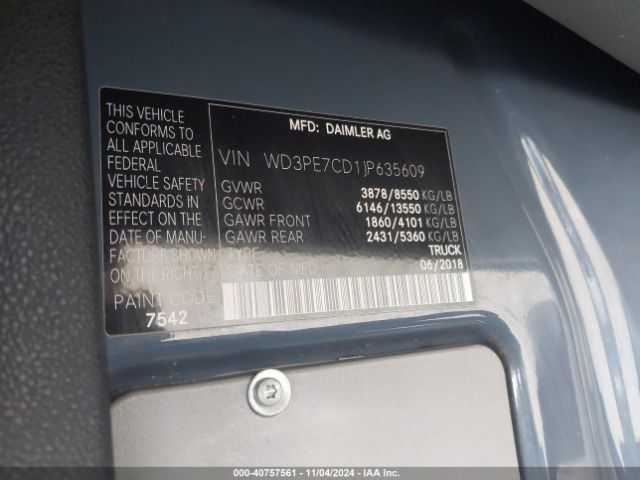 THIS VEHICLE
CONFORMS TO
ALL APPLICABLE
FEDERAL MOTOR
VEHICLE SAFETY
STANDARDS IN
EFFECT ON THE
DATE OF MANU-
FACTURE SHOWN
ON THE RIGHT.
PAINT CODE
7542
MFD: DAIMLER AG
VIN WD3PE7CD1JP635609
GVWR 3878/8550 KG/LB
GCWR 6146/13550 KG/LB
GAWR FRONT 1860/4101 KG/LB
GAWR REAR 2431/5360 KG/LB
TYPE TRUCK
DATE OF MFD 06/2018
000-40757561 - 11/04/2024 - IAA Inc.